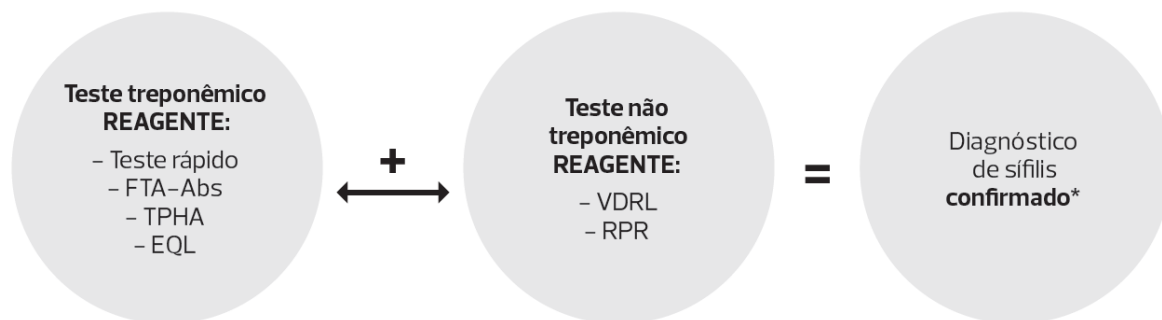 Teste treponêmico
REAGENTE:
– Teste rápido
– FTA-Abs
– TPHA
– EQL
+
Teste não
treponêmico
REAGENTE:
– VDRL
– RPR
=
Diagnóstico
de sífilis
confirmado*